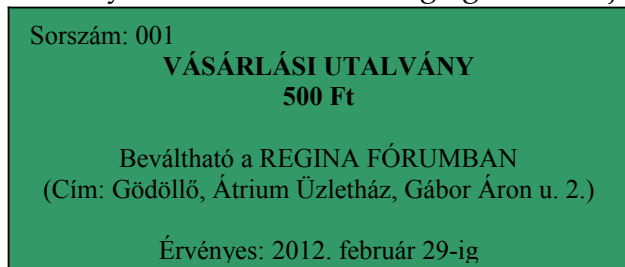 Sorszám: 001
VÁSÁRLÁSI UTALVÁNY
500 Ft
Beváltható a REGINA FÓRUMBAN
(Cím: Gödöllő, Átrium Üzletház, Gábor Áron u. 2.)
Érvényes: 2012. február 29-ig